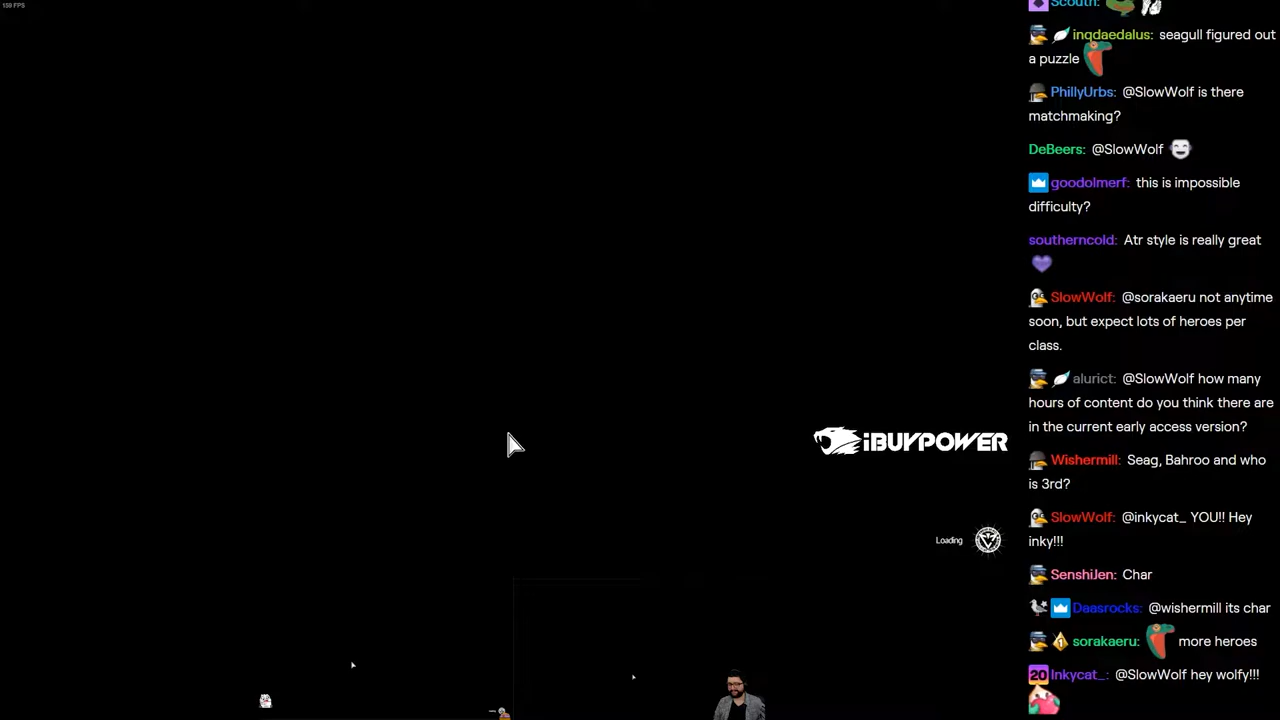 159 FPS
Scouth:
inqdaedalus: seagull figured out
a puzzle
PhillyUrbs: @SlowWolf is there
matchmaking?
DeBeers: @SlowWolf
goodolmerf: this is impossible
difficulty?
southerncold: Atr style is really great
SlowWolf: @sorakaeru not anytime
soon, but expect lots of heroes per
class.
alurict: @SlowWolf how many
hours of content do you think there are
in the current early access version?
iBUYPOWER
Wishermill: Seag, Bahroo and who
is 3rd?
SlowWolf: @inkycat_ YOU!! Hey
inky!!!
Loading
SenshiJen: Char
Daasrocks: @wishermill its char
1 sorakaeru: more heroes
20 Inkycat_: @SlowWolf hey wolfy!!!